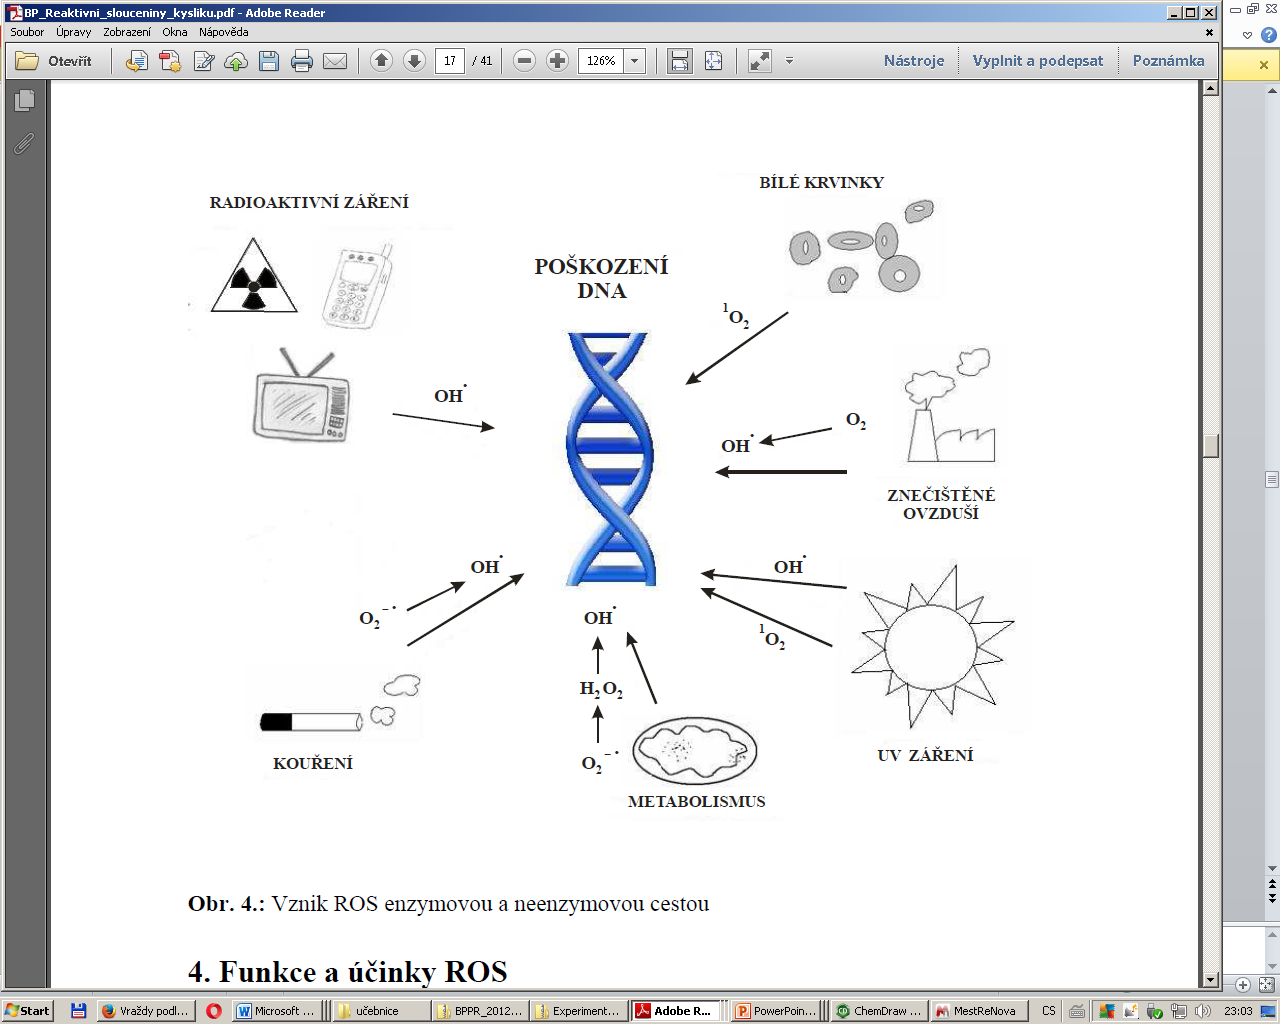 BP_Reaktivni_slouceniny_kysliku.pdf - Adobe Reader
Soubor Úpravy Zobrazení Okna Nápověda
Otevřít 17 / 41 126% Nástroje Vyplnit a podepsat Poznámka
BÍLÉ KRVINKY
RADIOAKTIVNÍ ZÁŘENÍ
POŠKOZENÍ
DNA
¹O₂
OH˙
O₂
OH˙
ZNEČIŠTĚNÉ
OVZDUŠÍ
OH˙
OH˙
O₂⁻˙
OH˙
¹O₂
H₂O₂
O₂⁻˙
KOUŘENÍ
UV ZÁŘENÍ
METABOLISMUS
Obr. 4.: Vznik ROS enzymovou a neenzymovou cestou
4. Funkce a účinky ROS
Start Vraždy podl... Microsoft ... učebnice BPPR_2012... Experiment... Adobe R... PowerPoin... ChemDraw ... MestReNova CS 23:03